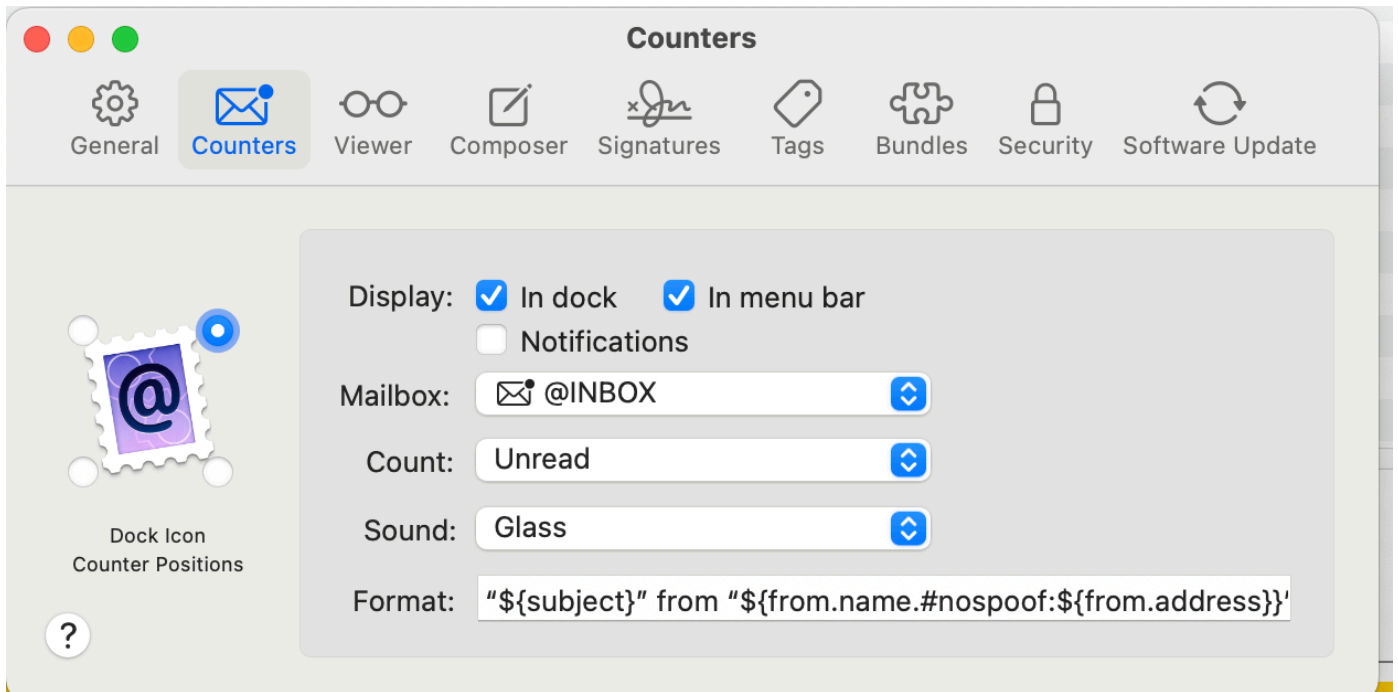 Counters
General Counters Viewer Composer Signatures Tags Bundles Security Software Update
Display: In dock In menu bar
Notifications
Mailbox: @INBOX
Count: Unread
Sound: Glass
Format: “${subject}” from “${from.name.#nospoof:${from.address}}”
@
Dock Icon
Counter Positions
?